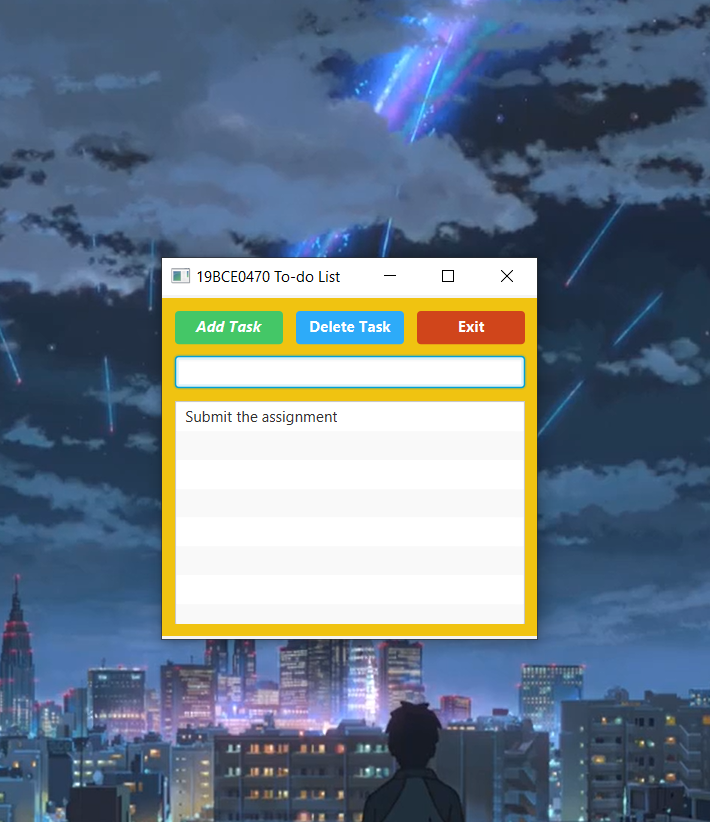 19BCE0470 To-do List
Add Task Delete Task Exit
Submit the assignment